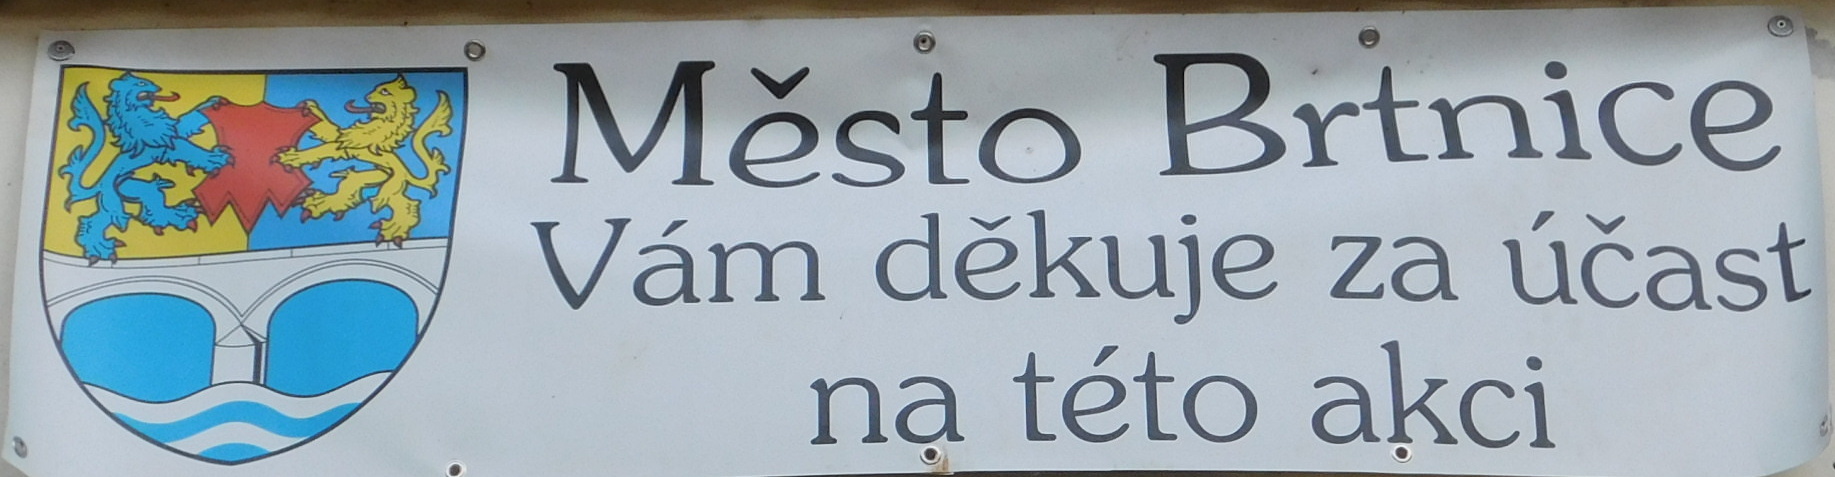 Město Brtnice
Vám děkuje za účast
na této akci